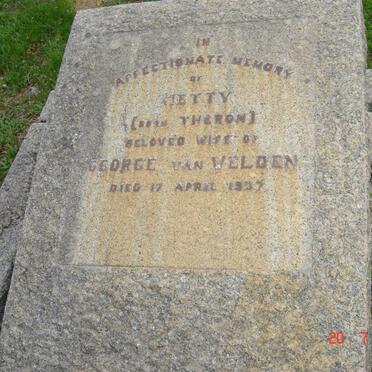 IN
AFFECTIONATE MEMORY
OF
HETTY
(BORN THERON)
BELOVED WIFE OF
GEORGE VAN WELDEN
DIED 17 APRIL 1937
20 7